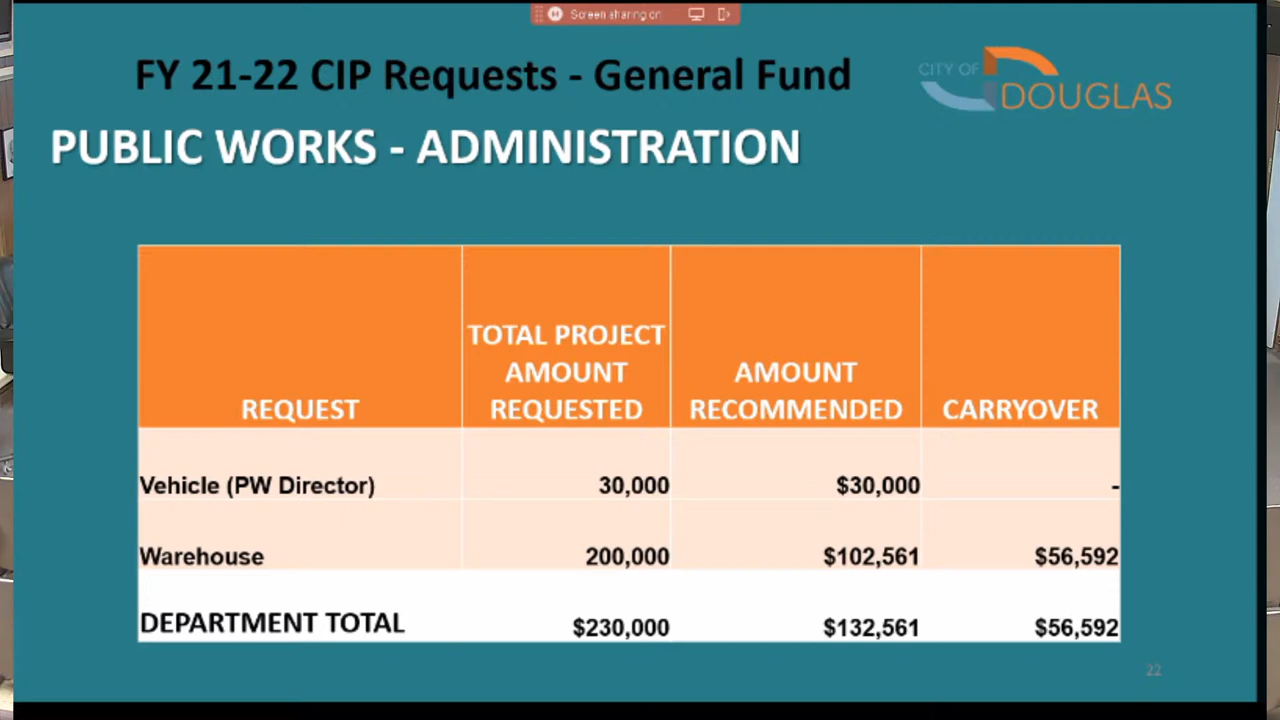 Screen sharing on
FY 21-22 CIP Requests - General Fund
CITY OF
DOUGLAS
PUBLIC WORKS - ADMINISTRATION
REQUEST
TOTAL PROJECT
AMOUNT
REQUESTED
AMOUNT
RECOMMENDED
CARRYOVER
Vehicle (PW Director) 30,000 $30,000 -
Warehouse 200,000 $102,561 $56,592
DEPARTMENT TOTAL $230,000 $132,561 $56,592
22